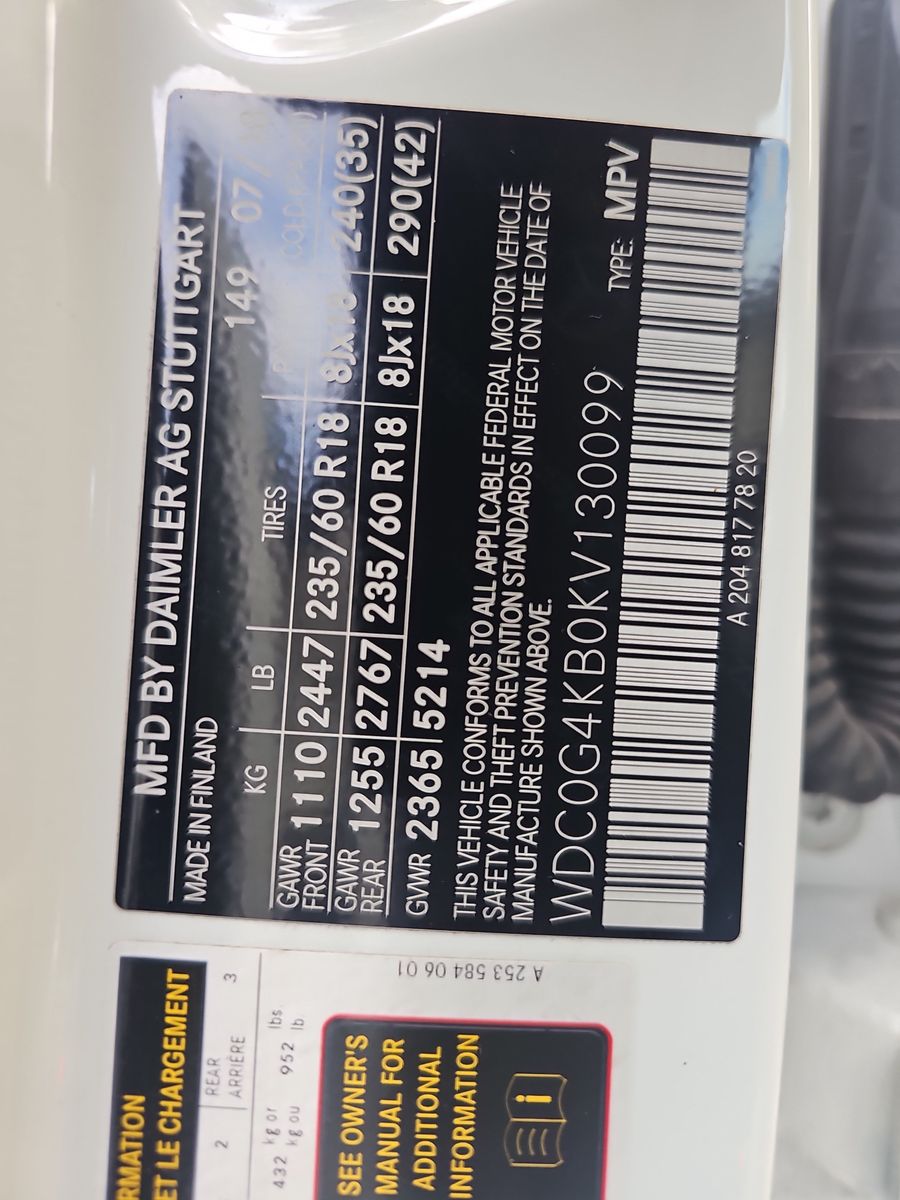 MFD BY DAIMLER AG STUTTGART
MADE IN FINLAND 149 07 /
KG LB TIRES
GAWR FRONT 1110 2447 235/60 R18 8Jx18 240(35)
GAWR REAR 1255 2767 235/60 R18 8Jx18 290(42)
GVWR 2365 5214
THIS VEHICLE CONFORMS TO ALL APPLICABLE FEDERAL MOTOR VEHICLE
SAFETY AND THEFT PREVENTION STANDARDS IN EFFECT ON THE DATE OF
MANUFACTURE SHOWN ABOVE.
WDC0G4KB0KV130099 TYPE: MPV
A 204 817 78 20
ET LE CHARGEMENT
2 REAR ARRIÈRE 3
432 kg or 952 lbs.
kg ou lb
SEE OWNER'S
MANUAL FOR
ADDITIONAL
INFORMATION
A 253 584 06 01